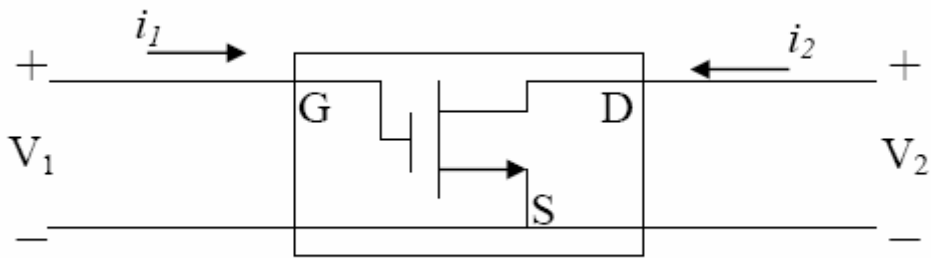 i₁ i₂
+ +
G D
V₁ V₂
S
− −